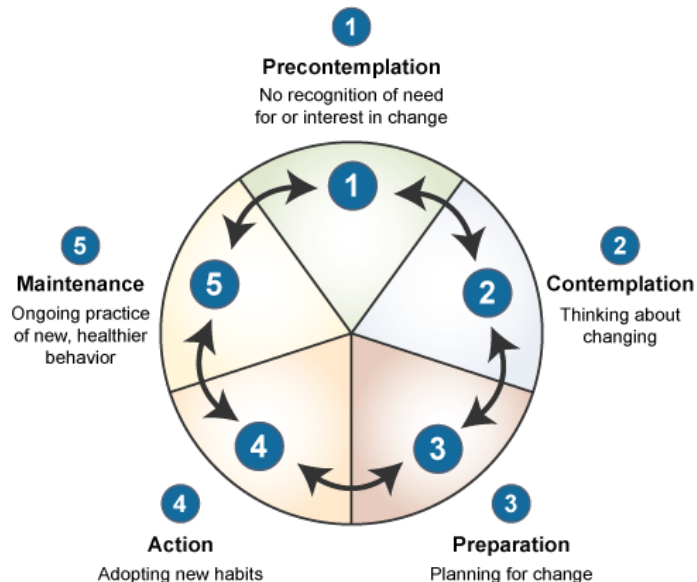 1
Precontemplation
No recognition of need
for or interest in change
1
5
Maintenance
Ongoing practice
of new, healthier
behavior
5
2
2
Contemplation
Thinking about
changing
4
3
4
Action
Adopting new habits
3
Preparation
Planning for change